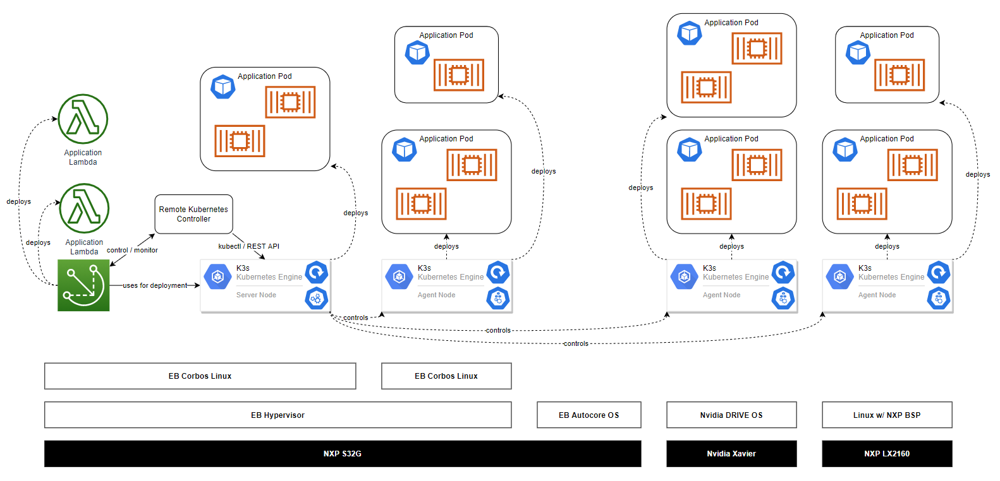 Application Pod
Application Pod
Application Pod
Application Pod
Application Pod
Application Pod
Application Pod
Application
Lambda
deploys
deploys
deploys
deploys
Remote Kubernetes
Controller
deploys
Application
Lambda
deploys
control / monitor
kubectl / REST API
deploys
deploys
deploys
K3s
Kubernetes Engine
Server Node
K3s
Kubernetes Engine
Agent Node
K3s
Kubernetes Engine
Agent Node
K3s
Kubernetes Engine
Agent Node
uses for deployment
controls
controls
controls
EB Corbos Linux
EB Corbos Linux
EB Hypervisor
EB Autocore OS
Nvidia DRIVE OS
Linux w/ NXP BSP
NXP S32G
Nvidia Xavier
NXP LX2160